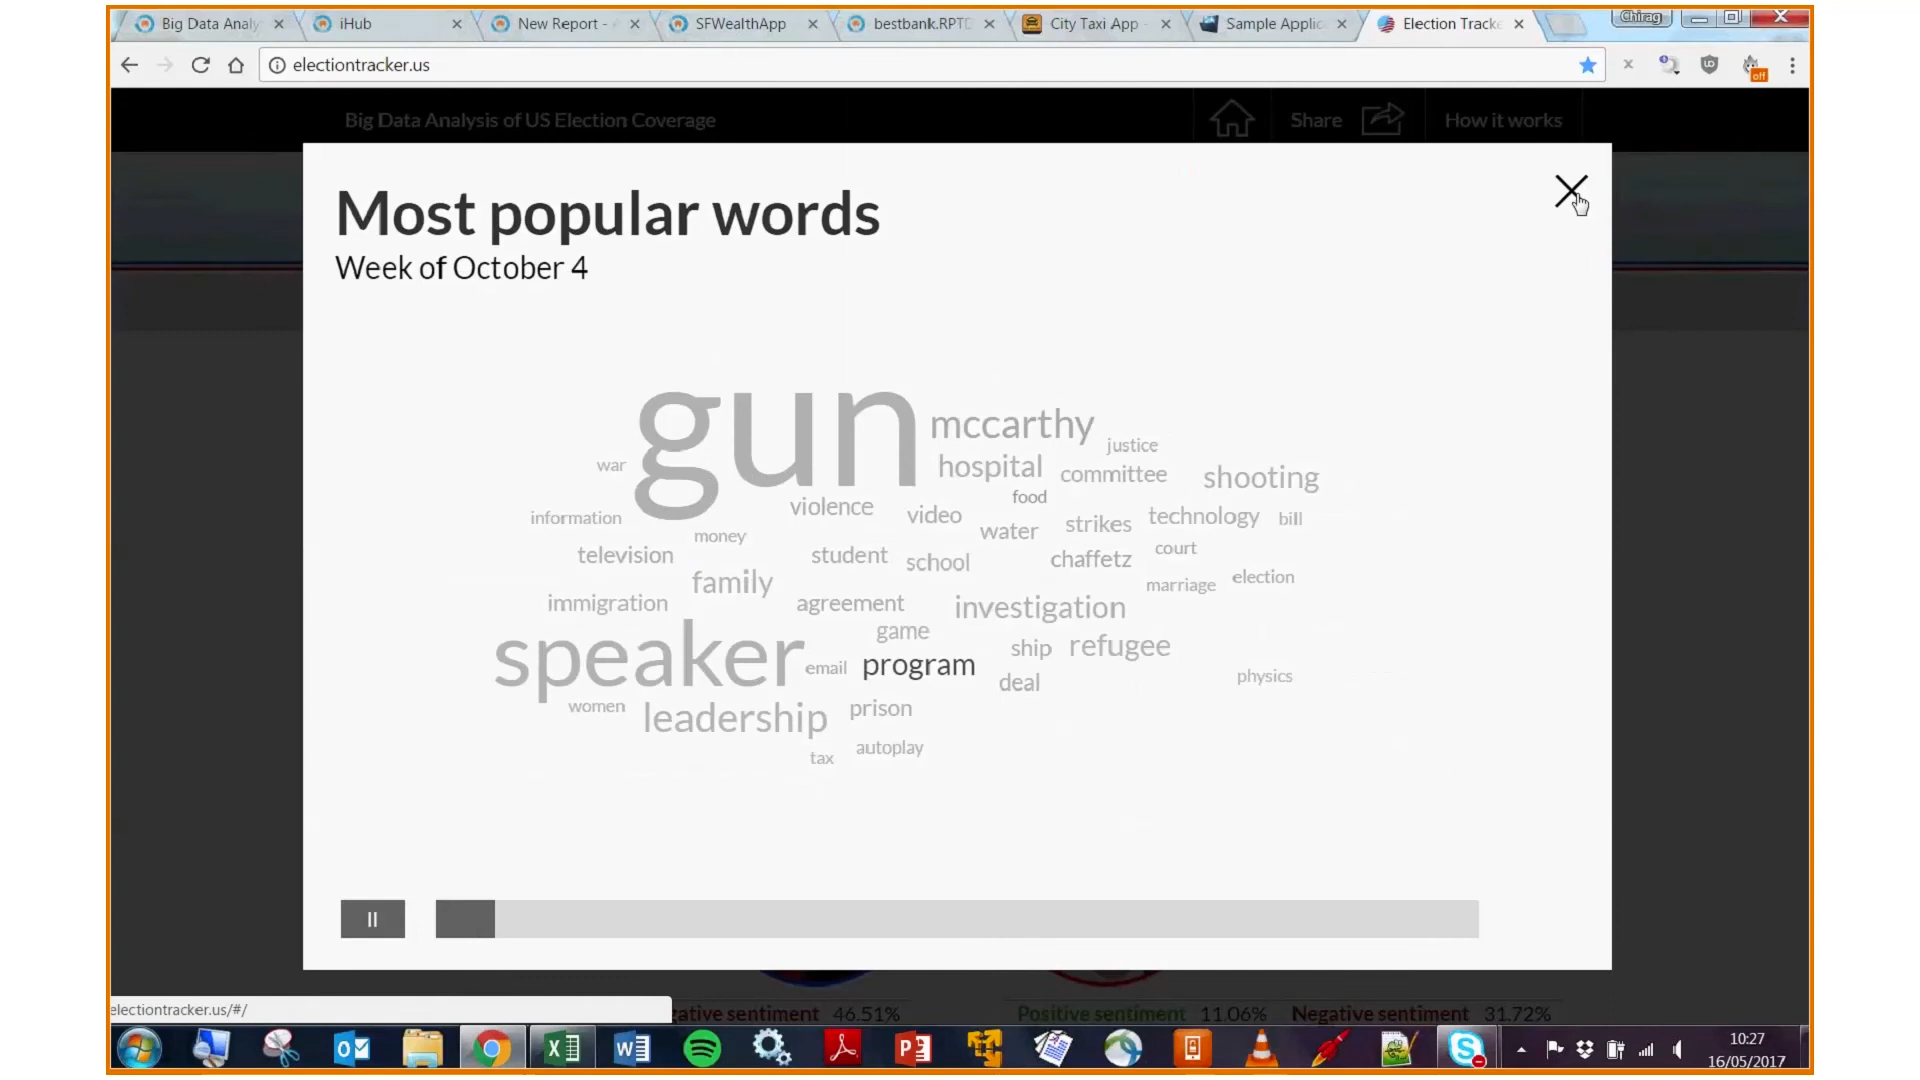 Big Data Analy
iHub
New Report -
SFWealthApp
bestbank.RPTD
City Taxi App -
Sample Applic
Election Tracke
Chirag
electiontracker.us
off
Big Data Analysis of US Election Coverage
Share
How it works
Most popular words
Week of October 4
gun
mccarthy
justice
war
hospital
committee
shooting
food
violence
video
information
water
strikes
technology
bill
money
television
student
school
chaffetz
court
family
marriage
election
immigration
agreement
investigation
game
speaker
email
program
ship
refugee
deal
physics
women
leadership
prison
tax
autoplay
electiontracker.us/#/
gative sentiment 46.51%
Positive sentiment 11.06%
Negative sentiment 31.72%
10:27
16/05/2017